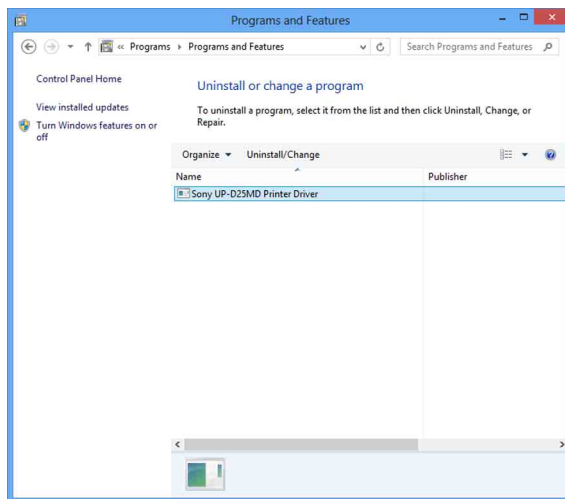 Programs and Features
« Programs ▸ Programs and Features
Search Programs and Features
Control Panel Home
View installed updates
Turn Windows features on or
off
Uninstall or change a program
To uninstall a program, select it from the list and then click Uninstall, Change, or
Repair.
Organize
Uninstall/Change
Name
Publisher
Sony UP-D25MD Printer Driver